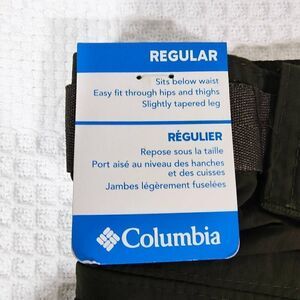 REGULAR
Sits below waist
Easy fit through hips and thighs
Slightly tapered leg
RÉGULIER
Repose sous la taille
Port aisé au niveau des hanches
et des cuisses
Jambes légèrement fuselées
Columbia